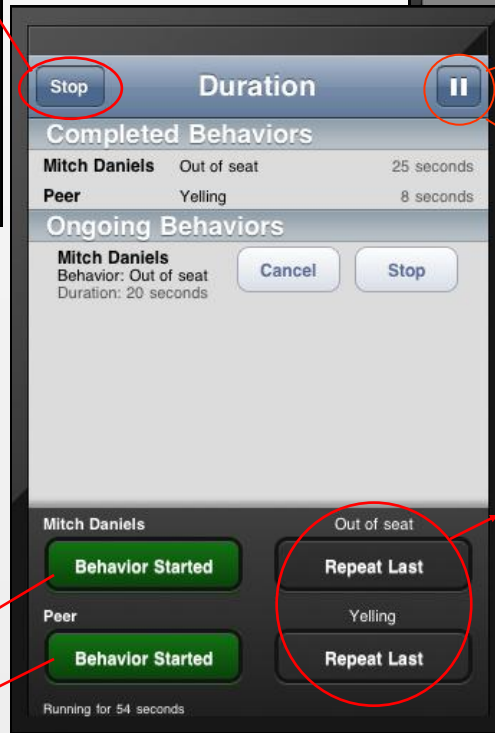 Stop Duration
Completed Behaviors
Mitch Daniels Out of seat 25 seconds
Peer Yelling 8 seconds
Ongoing Behaviors
Mitch Daniels
Behavior: Out of seat
Duration: 20 seconds
Cancel Stop
Mitch Daniels Out of seat
Behavior Started Repeat Last
Peer Yelling
Behavior Started Repeat Last
Running for 54 seconds